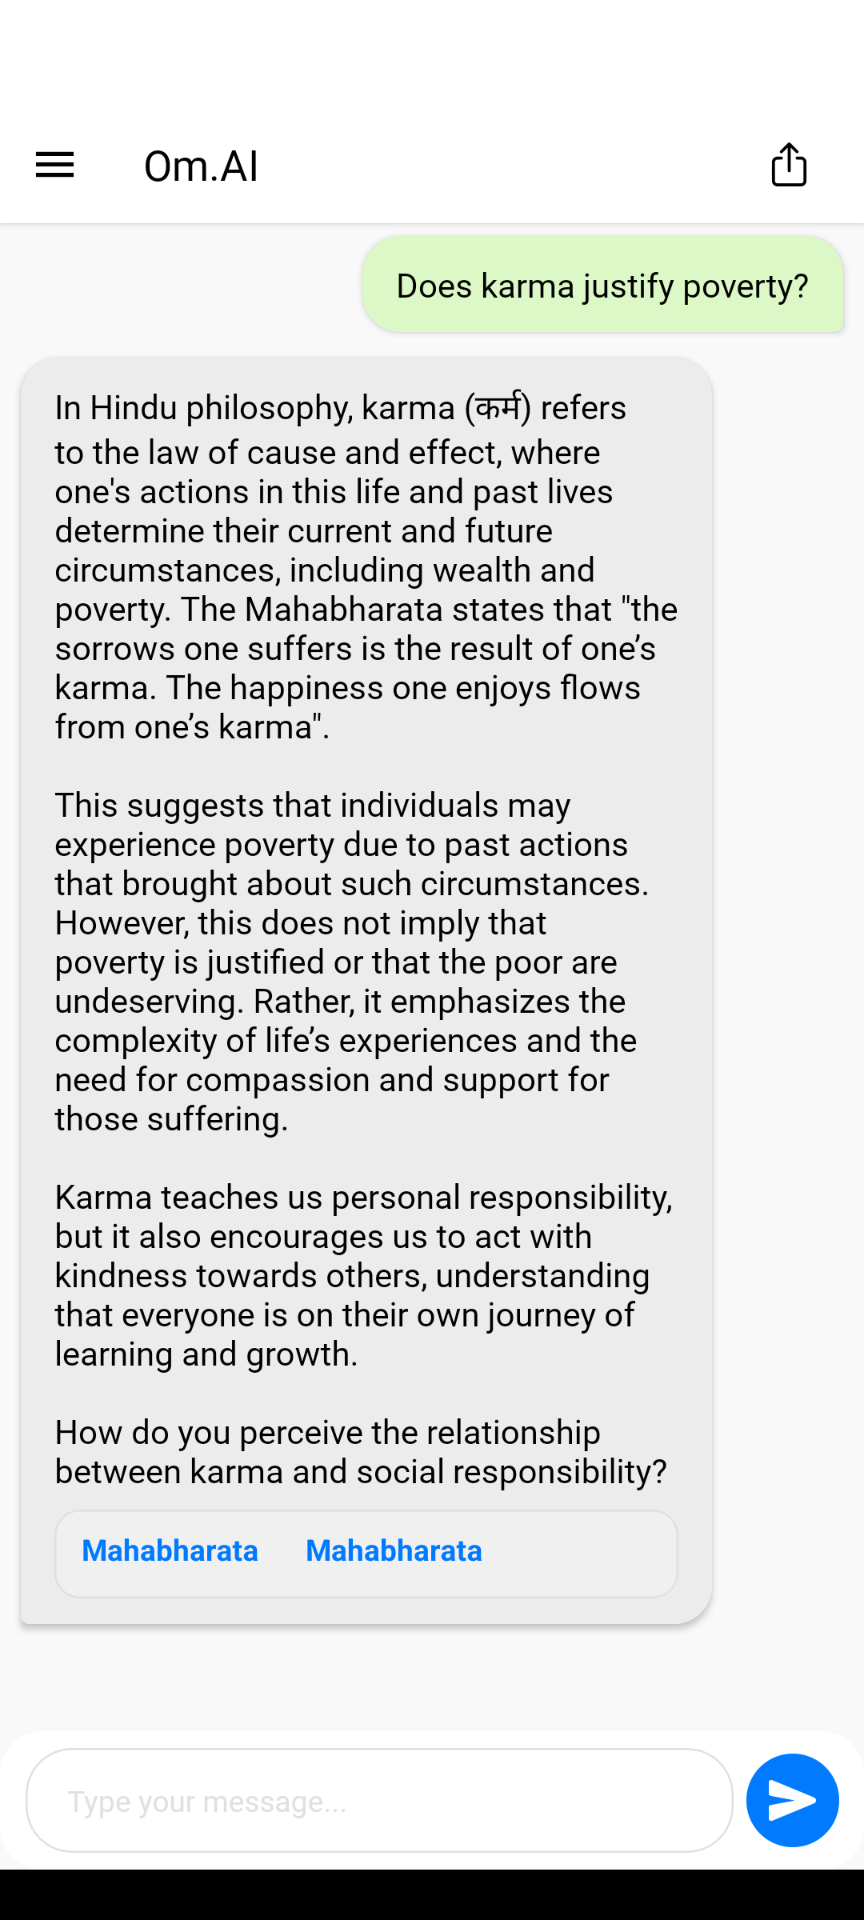 Om.AI
Does karma justify poverty?
In Hindu philosophy, karma (कर्म) refers
to the law of cause and effect, where
one's actions in this life and past lives
determine their current and future
circumstances, including wealth and
poverty. The Mahabharata states that "the
sorrows one suffers is the result of one’s
karma. The happiness one enjoys flows
from one’s karma".
This suggests that individuals may
experience poverty due to past actions
that brought about such circumstances.
However, this does not imply that
poverty is justified or that the poor are
undeserving. Rather, it emphasizes the
complexity of life’s experiences and the
need for compassion and support for
those suffering.
Karma teaches us personal responsibility,
but it also encourages us to act with
kindness towards others, understanding
that everyone is on their own journey of
learning and growth.
How do you perceive the relationship
between karma and social responsibility?
Mahabharata Mahabharata
Type your message...